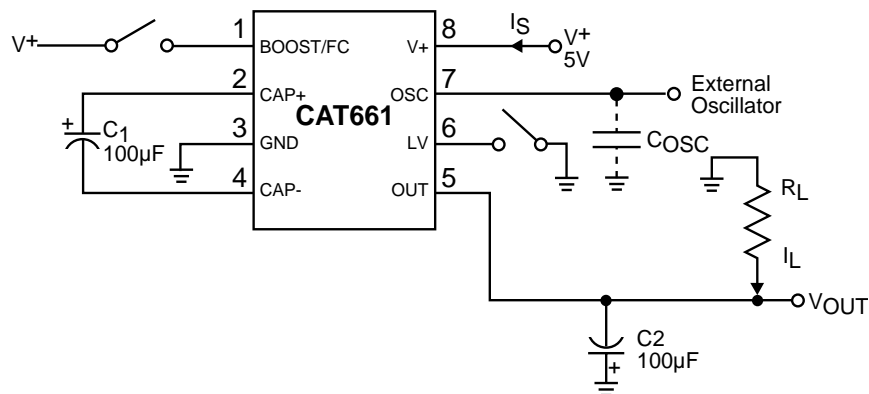 V+
1
BOOST/FC
2
CAP+
3
GND
4
CAP-
CAT661
8
V+
7
OSC
6
LV
5
OUT
IS
V+
5V
External
Oscillator
COSC
+
C1
100µF
RL
IL
VOUT
C2
100µF
+